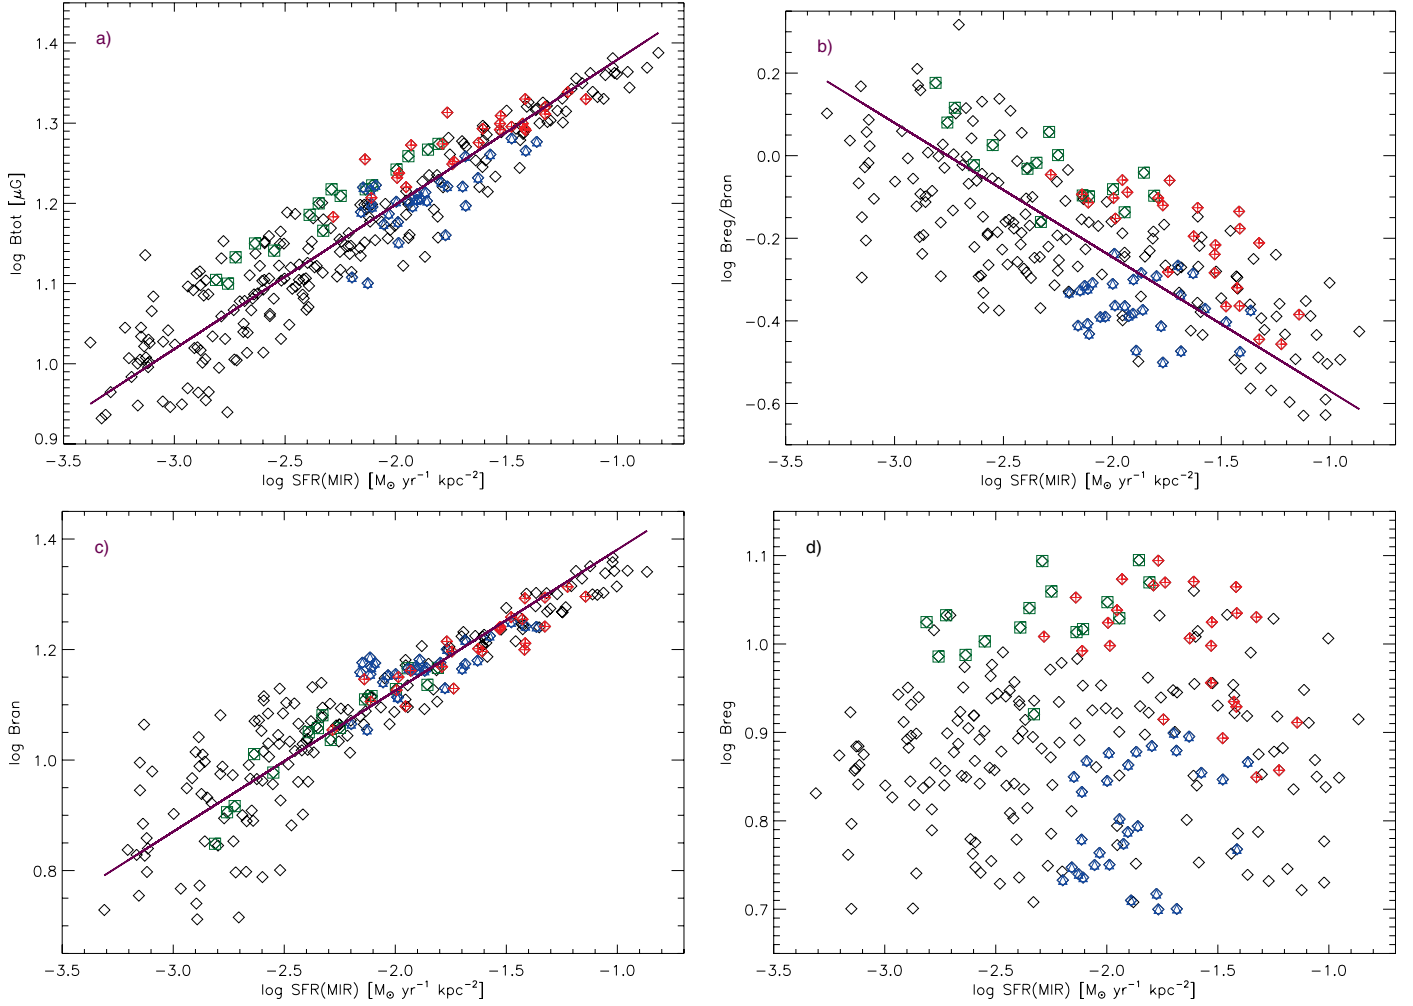 a)
log Btot [μG]
1.4
1.3
1.2
1.1
1.0
0.9
−3.5 −3.0 −2.5 −2.0 −1.5 −1.0
log SFR(MIR) [M⊙ yr⁻¹ kpc⁻²]
b)
log Breg/Bran
0.2
0.0
−0.2
−0.4
−0.6
−3.5 −3.0 −2.5 −2.0 −1.5 −1.0
log SFR(MIR) [M⊙ yr⁻¹ kpc⁻²]
c)
log Bran
1.4
1.2
1.0
0.8
−3.5 −3.0 −2.5 −2.0 −1.5 −1.0
log SFR(MIR) [M⊙ yr⁻¹ kpc⁻²]
d)
log Breg
1.1
1.0
0.9
0.8
0.7
−3.5 −3.0 −2.5 −2.0 −1.5 −1.0
log SFR(MIR) [M⊙ yr⁻¹ kpc⁻²]